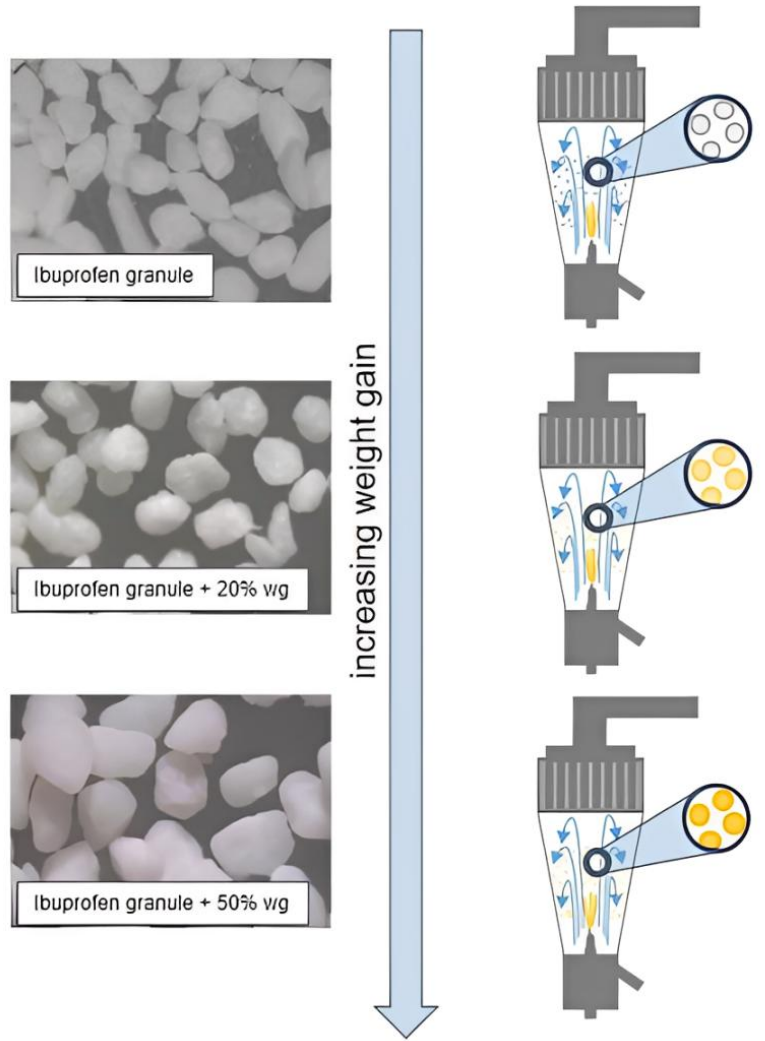 Ibuprofen granule
increasing weight gain
Ibuprofen granule + 20% wg
Ibuprofen granule + 50% wg